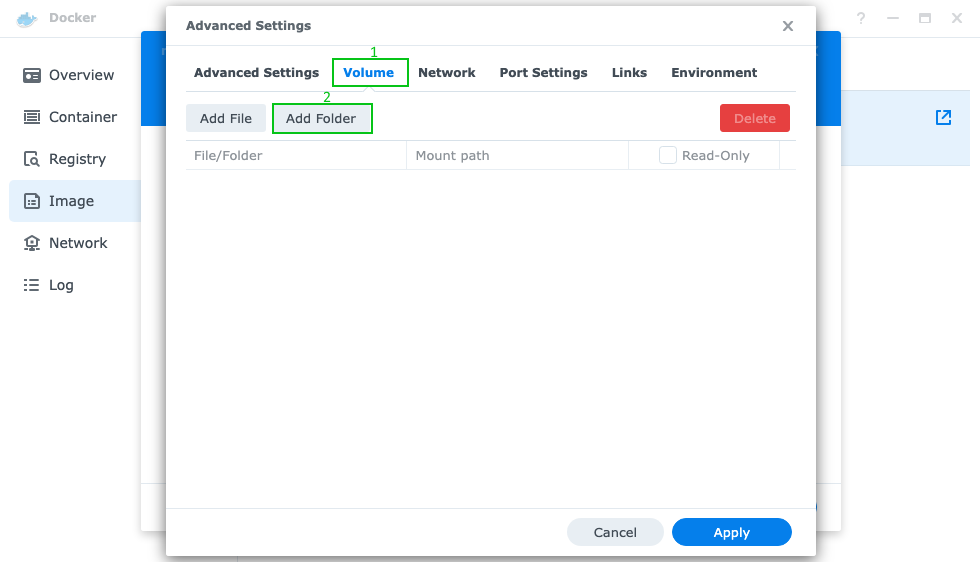 Docker
Advanced Settings
Overview
Container
Registry
Image
Network
Log
1
Advanced Settings Volume Network Port Settings Links Environment
2
Add File Add Folder Delete
File/Folder Mount path Read-Only
Cancel Apply